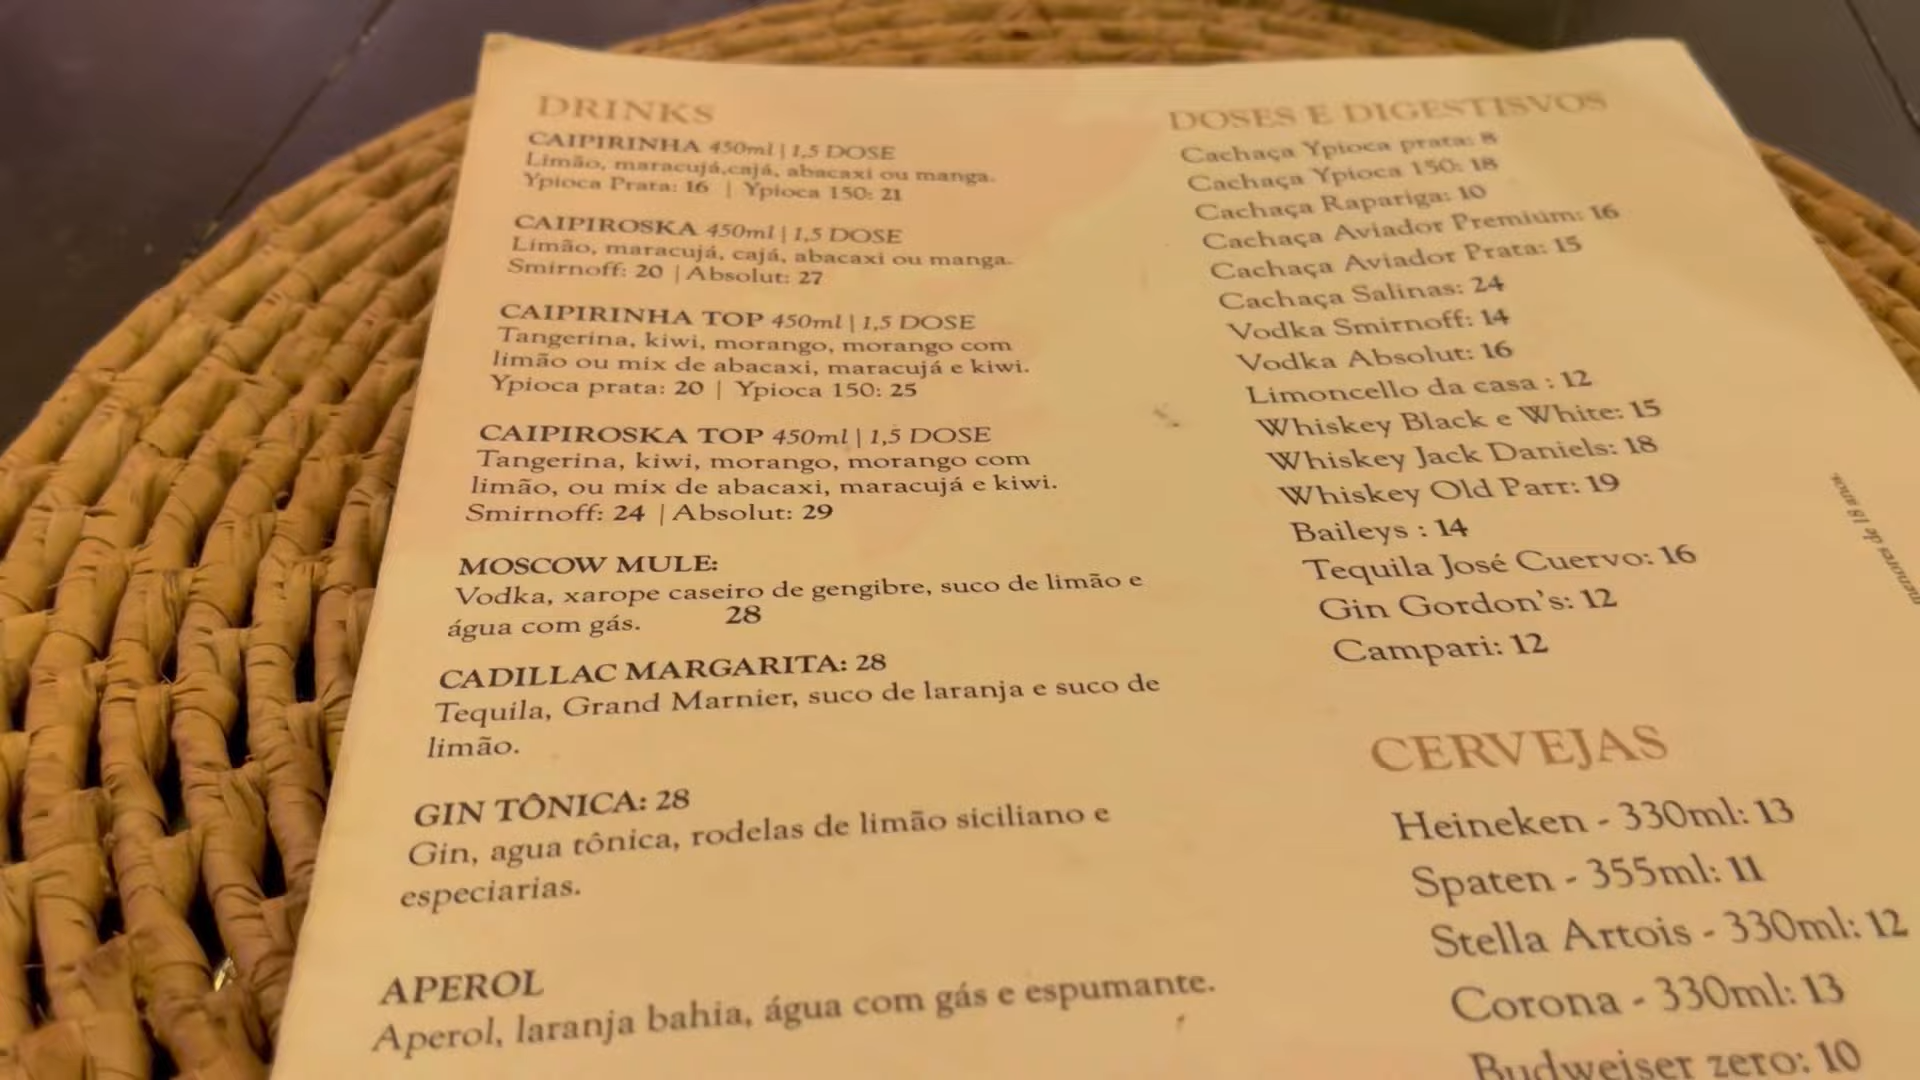 DRINKS
CAIPIRINHA 450ml | 1,5 DOSE
Limão, maracujá,cajá, abacaxi ou manga.
Ypioca Prata: 16 | Ypioca 150: 21
CAIPIROSKA 450ml | 1,5 DOSE
Limão, maracujá, cajá, abacaxi ou manga.
Smirnoff: 20 | Absolut: 27
CAIPIRINHA TOP 450ml | 1,5 DOSE
Tangerina, kiwi, morango, morango com
limão ou mix de abacaxi, maracujá e kiwi.
Ypioca prata: 20 | Ypioca 150: 25
CAIPIROSKA TOP 450ml | 1,5 DOSE
Tangerina, kiwi, morango, morango com
limão, ou mix de abacaxi, maracujá e kiwi.
Smirnoff: 24 | Absolut: 29
MOSCOW MULE:
Vodka, xarope caseiro de gengibre, suco de limão e
água com gás. 28
CADILLAC MARGARITA: 28
Tequila, Grand Marnier, suco de laranja e suco de
limão.
GIN TÔNICA: 28
Gin, agua tônica, rodelas de limão siciliano e
especiarias.
APEROL
Aperol, laranja bahia, água com gás e espumante.
DOSES E DIGESTISVOS
Cachaça Ypioca prata: 8
Cachaça Ypioca 150: 18
Cachaça Rapariga: 10
Cachaça Aviador Premium: 16
Cachaça Aviador Prata: 15
Cachaça Salinas: 24
Vodka Smirnoff: 14
Vodka Absolut: 16
Limoncello da casa : 12
Whiskey Black e White: 15
Whiskey Jack Daniels: 18
Whiskey Old Parr: 19
Baileys : 14
Tequila José Cuervo: 16
Gin Gordon's: 12
Campari: 12
CERVEJAS
Heineken - 330ml: 13
Spaten - 355ml: 11
Stella Artois - 330ml: 12
Corona - 330ml: 13
Budweiser zero: 10
menores de 18 anos.